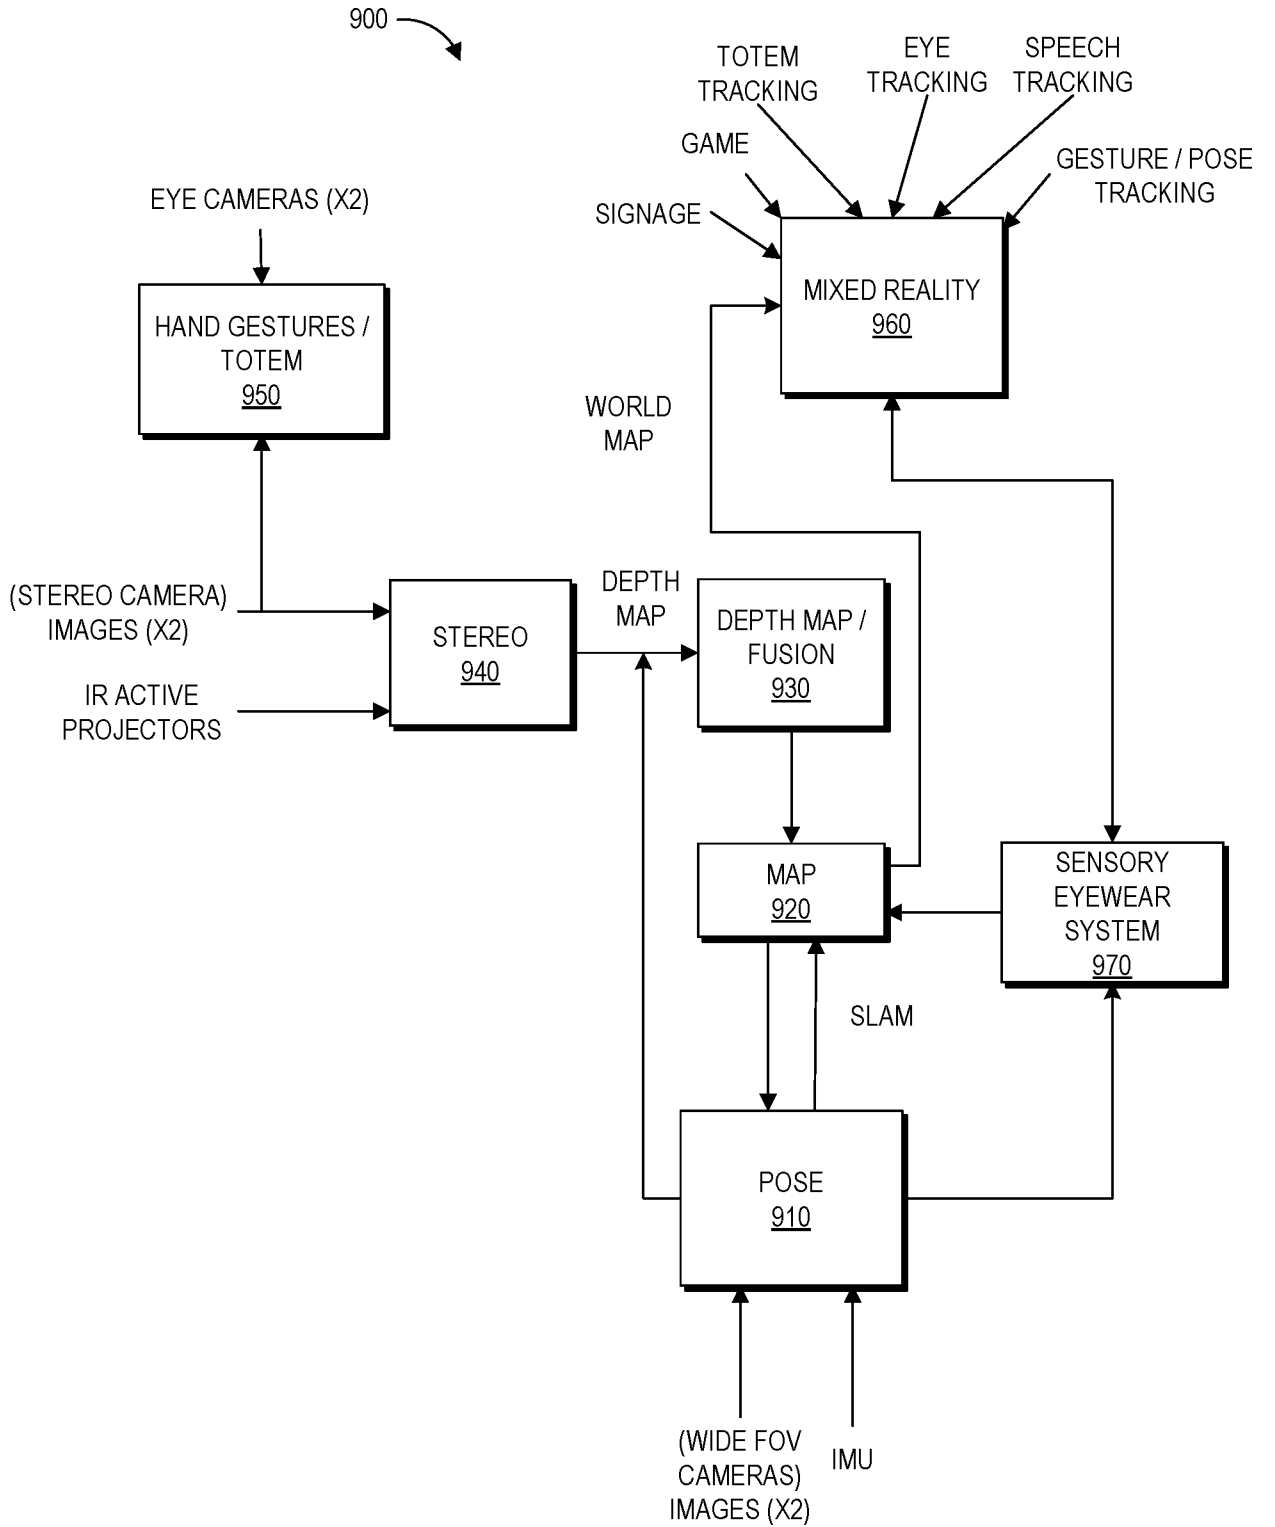 900
TOTEM
TRACKING
EYE
TRACKING
SPEECH
TRACKING
GAME
GESTURE / POSE
TRACKING
SIGNAGE
EYE CAMERAS (X2)
MIXED REALITY
960
HAND GESTURES /
TOTEM
950
WORLD
MAP
(STEREO CAMERA)
IMAGES (X2)
STEREO
940
DEPTH
MAP
DEPTH MAP /
FUSION
930
IR ACTIVE
PROJECTORS
MAP
920
SENSORY
EYEWEAR
SYSTEM
970
SLAM
POSE
910
(WIDE FOV
CAMERAS)
IMAGES (X2)
IMU